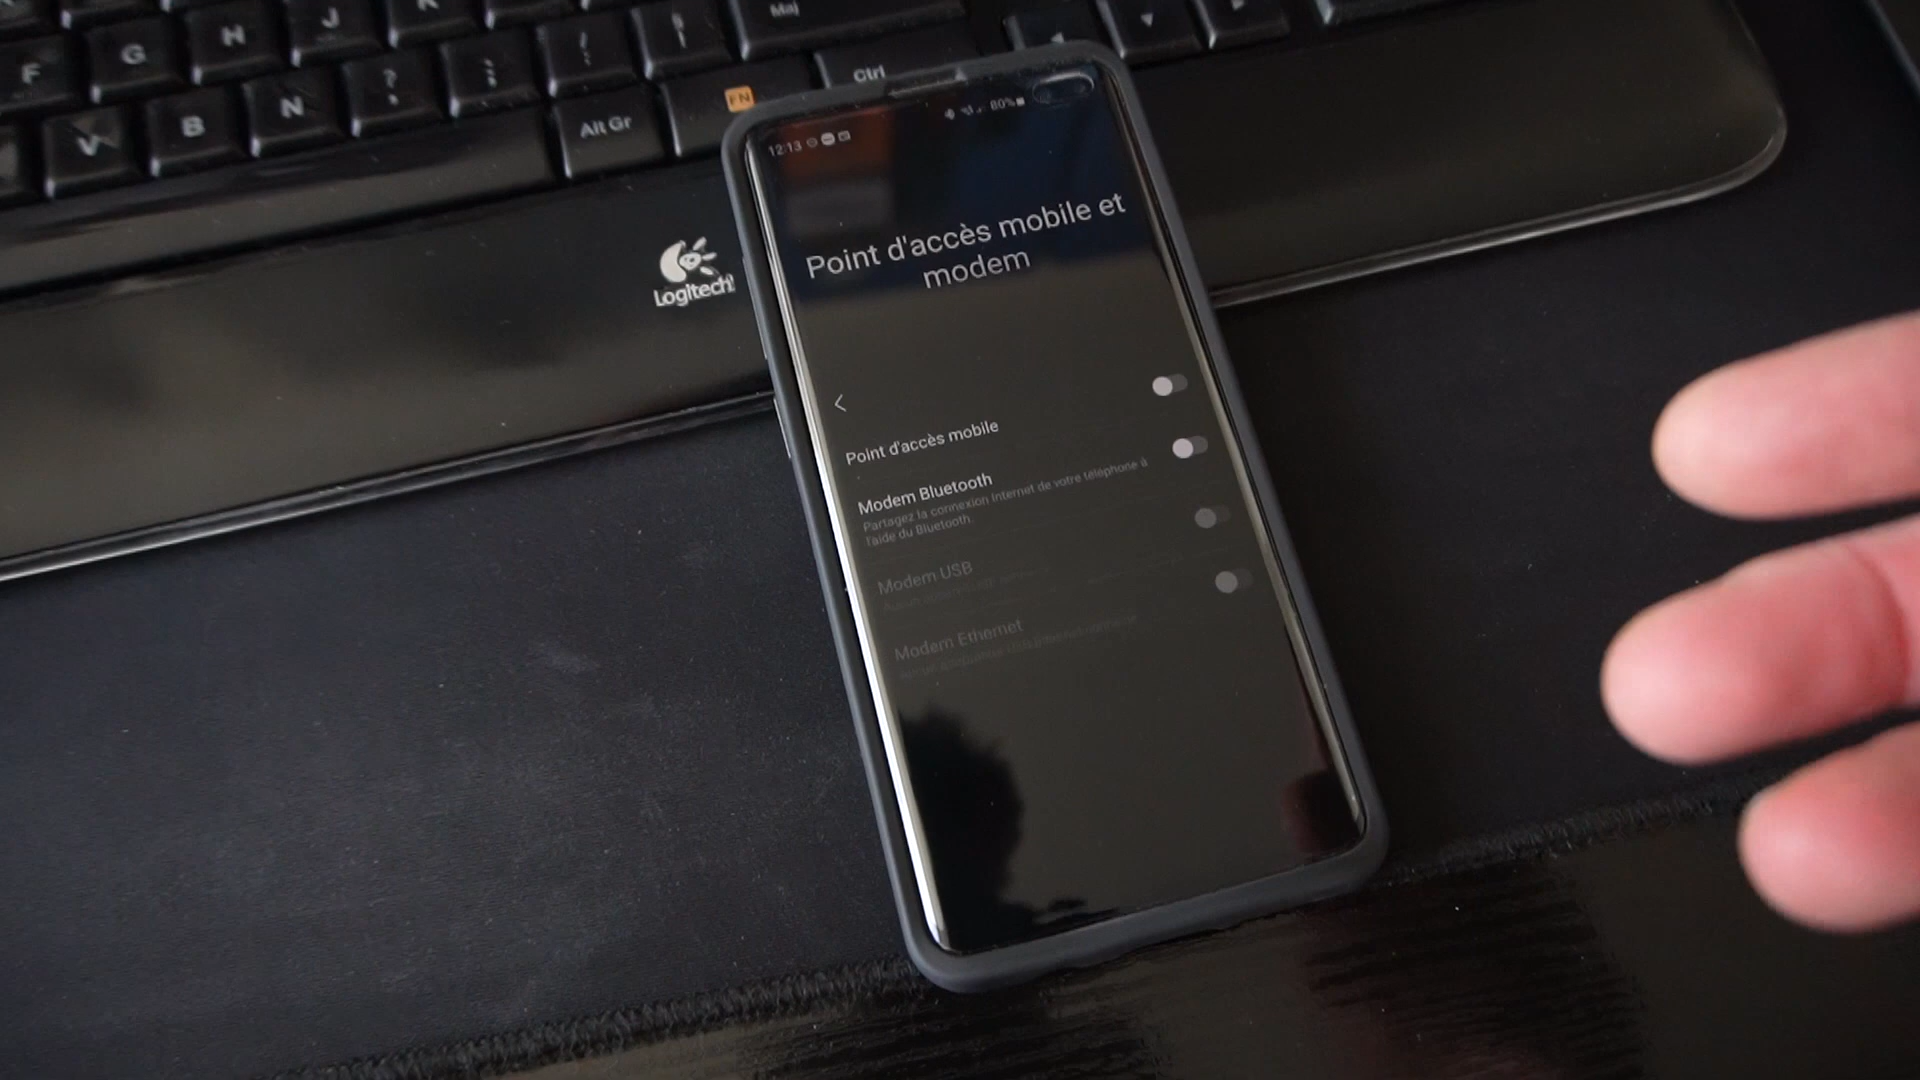 Maj
F G H J K
Ctrl
V B N ?
Alt Gr
FN
Logitech
12:13
80%
Point d'accès mobile et
modem
Point d'accès mobile
Modem Bluetooth
Partagez la connexion Internet de votre téléphone à
l'aide du Bluetooth.
Modem USB
Modem Ethernet